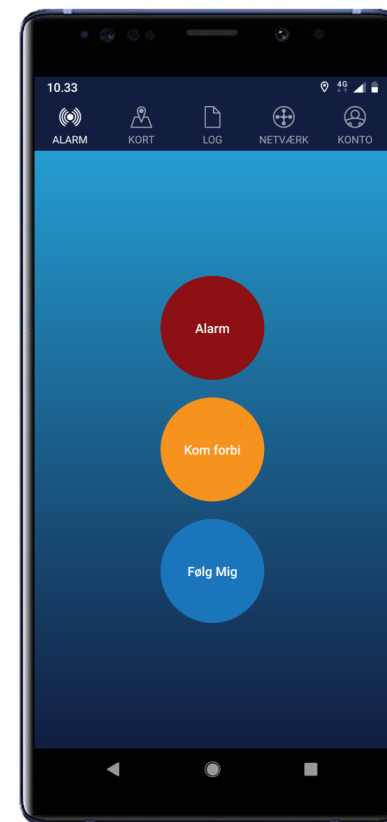 10.33
4G
ALARM KORT LOG NETVÆRK KONTO
Alarm
Kom forbi
Følg Mig